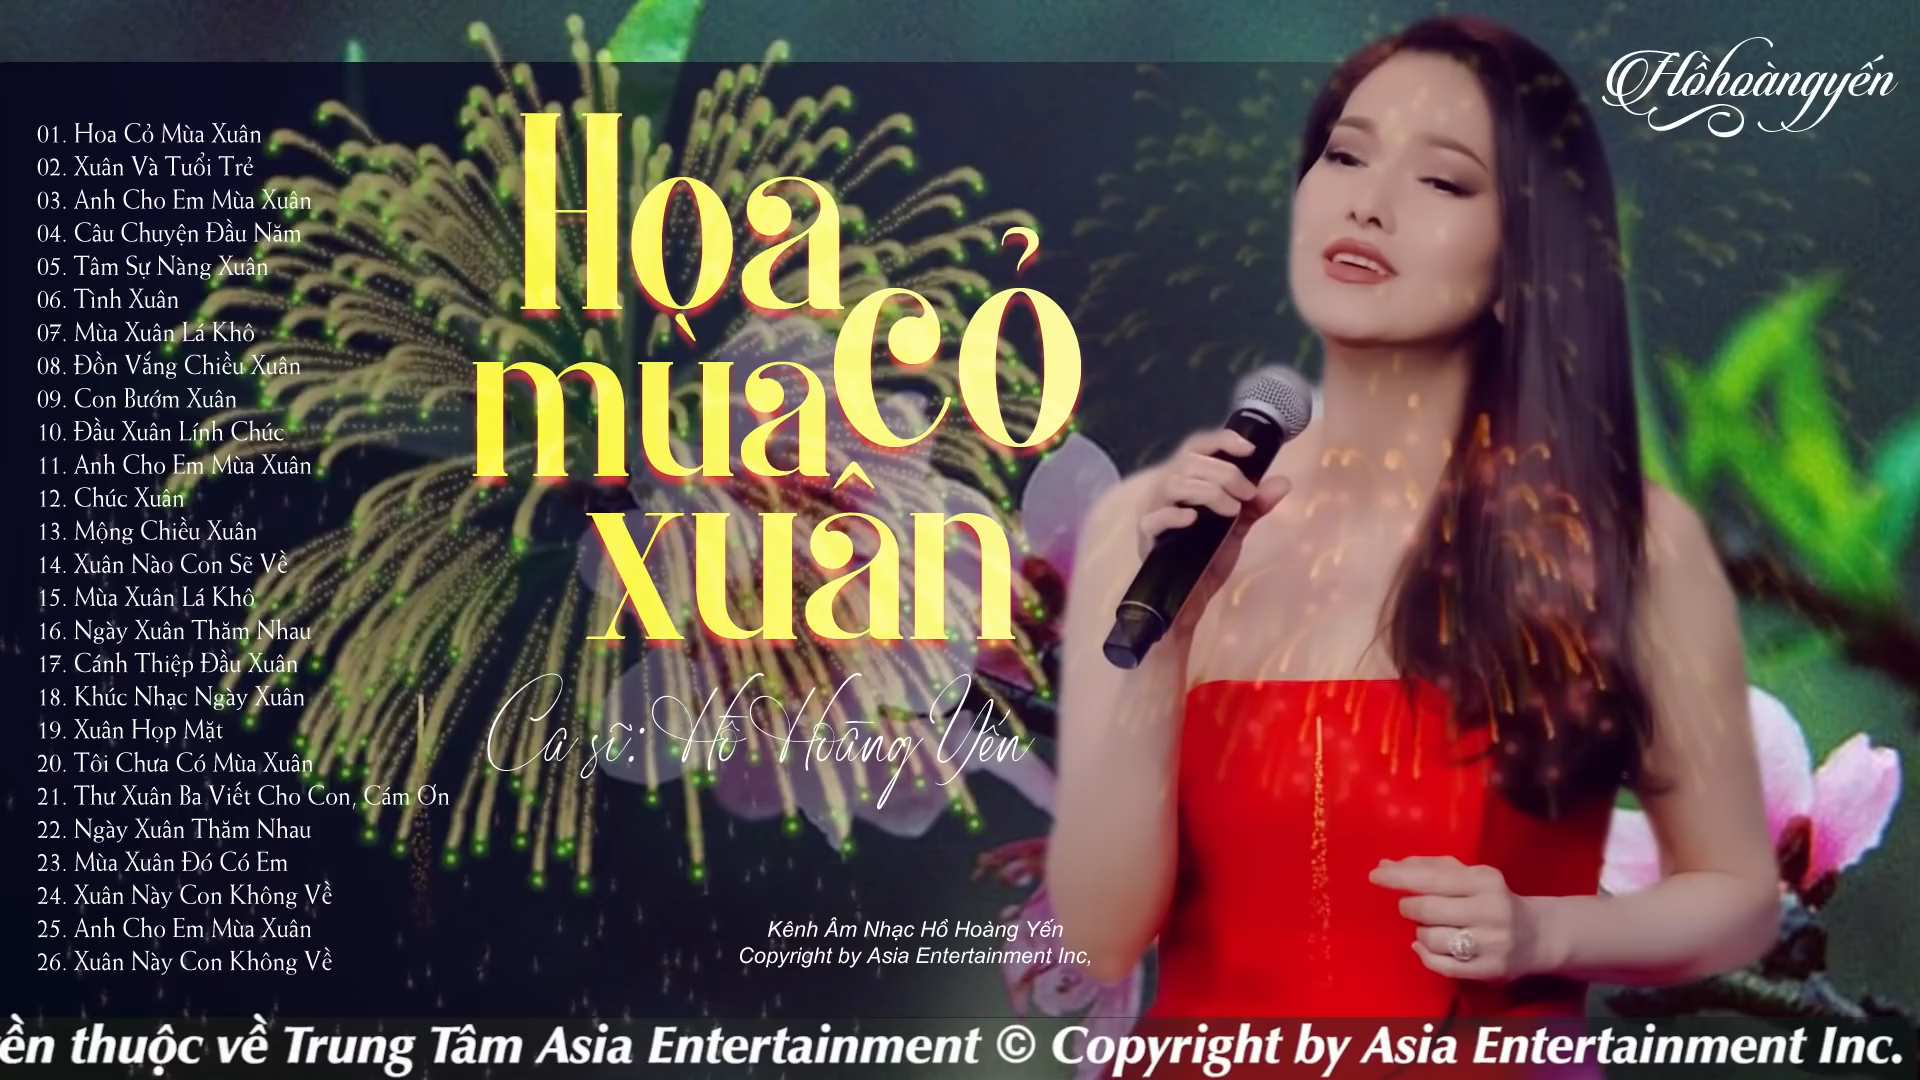 Hồhoàngyến
01. Hoa Cỏ Mùa Xuân
02. Xuân Và Tuổi Trẻ
03. Anh Cho Em Mùa Xuân
04. Câu Chuyện Đầu Năm
05. Tâm Sự Nàng Xuân
06. Tình Xuân
07. Mùa Xuân Lá Khô
08. Đồn Vắng Chiều Xuân
09. Con Bướm Xuân
10. Đầu Xuân Lính Chúc
11. Anh Cho Em Mùa Xuân
12. Chúc Xuân
13. Mộng Chiều Xuân
14. Xuân Nào Con Sẽ Về
15. Mùa Xuân Lá Khô
16. Ngày Xuân Thăm Nhau
17. Cánh Thiệp Đầu Xuân
18. Khúc Nhạc Ngày Xuân
19. Xuân Họp Mặt
20. Tôi Chưa Có Mùa Xuân
21. Thư Xuân Ba Viết Cho Con, Cám Ơn
22. Ngày Xuân Thăm Nhau
23. Mùa Xuân Đó Có Em
24. Xuân Này Con Không Về
25. Anh Cho Em Mùa Xuân
26. Xuân Này Con Không Về
Hoa
cỏ
mùa
xuân
Ca sĩ: Hồ Hoàng Yến
Kênh Âm Nhạc Hồ Hoàng Yến
Copyright by Asia Entertainment Inc,
ền thuộc về Trung Tâm Asia Entertainment © Copyright by Asia Entertainment Inc.